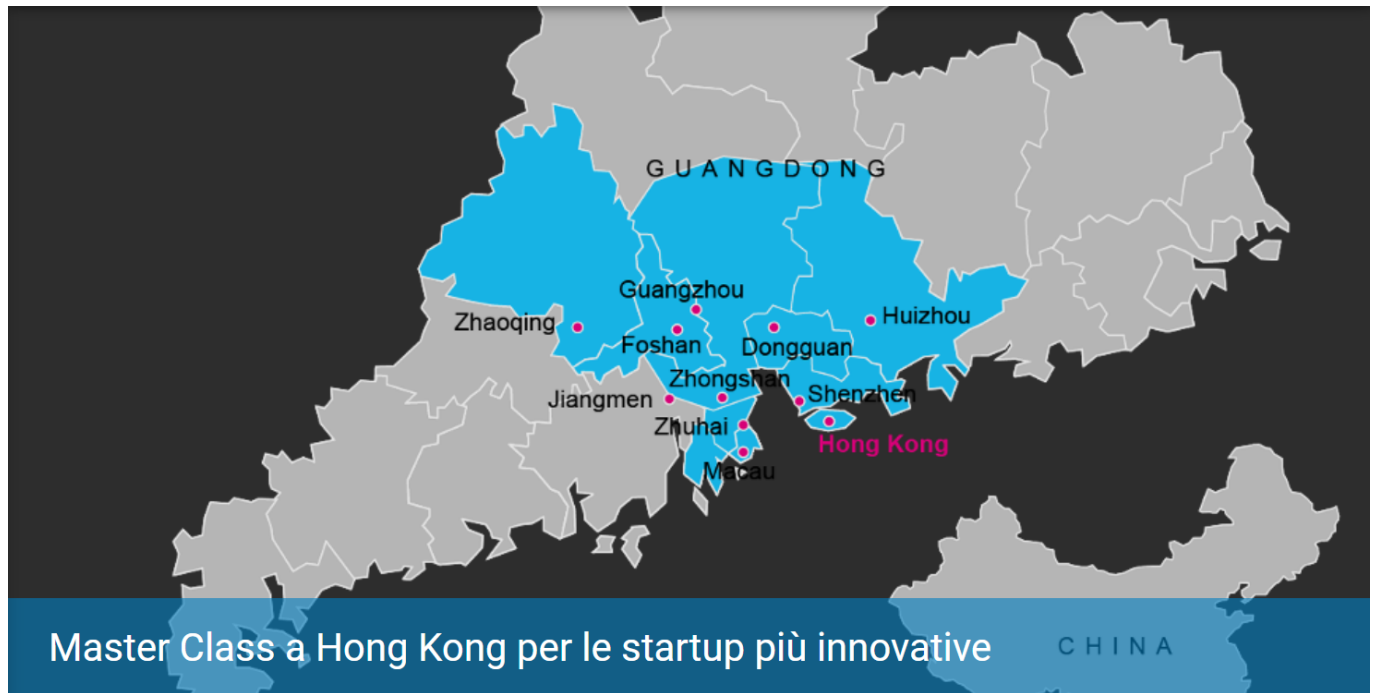 GUANGDONG
Guangzhou
Huizhou
Zhaoqing
Foshan
Dongguan
Zhongshan
Shenzhen
Jiangmen
Zhuhai
Hong Kong
Macau
CHINA
Master Class a Hong Kong per le startup più innovative